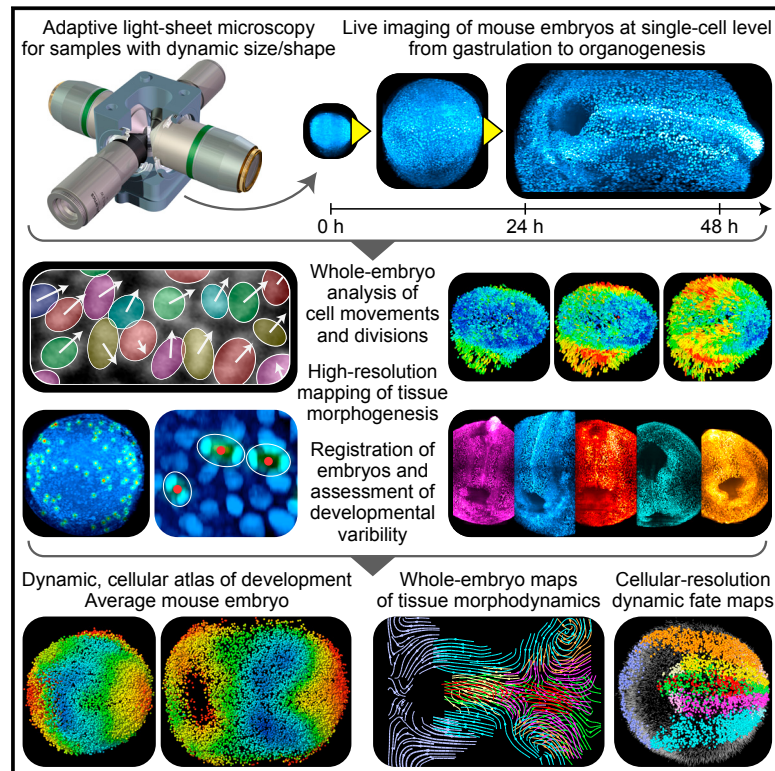 Adaptive light-sheet microscopy
for samples with dynamic size/shape
Live imaging of mouse embryos at single-cell level
from gastrulation to organogenesis
0 h
24 h
48 h
Whole-embryo
analysis of
cell movements
and divisions
High-resolution
mapping of tissue
morphogenesis
Registration of
embryos and
assessment of
developmental
varibility
Dynamic, cellular atlas of development
Average mouse embryo
Whole-embryo maps
of tissue morphodynamics
Cellular-resolution
dynamic fate maps